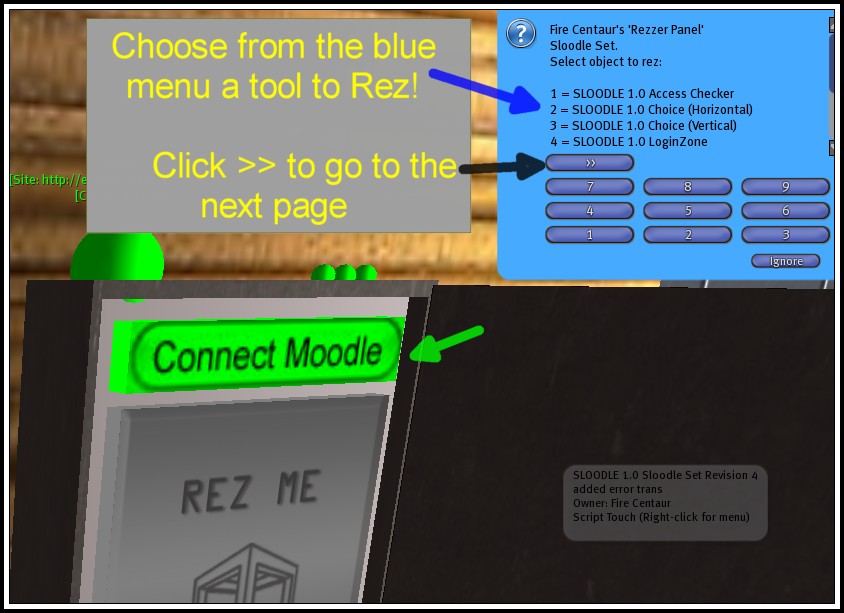 Choose from the blue
menu a tool to Rez!
Click >> to go to the
next page
[Site: http://e
[C
Fire Centaur's 'Rezzer Panel'
Sloodle Set.
Select object to rez:
1 = SLOODLE 1.0 Access Checker
2 = SLOODLE 1.0 Choice (Horizontal)
3 = SLOODLE 1.0 Choice (Vertical)
4 = SLOODLE 1.0 LoginZone
>>
7 8 9
4 5 6
1 2 3
Ignore
Connect Moodle
REZ ME
SLOODLE 1.0 Sloodle Set Revision 4
added error trans
Owner: Fire Centaur
Script Touch (Right-click for menu)